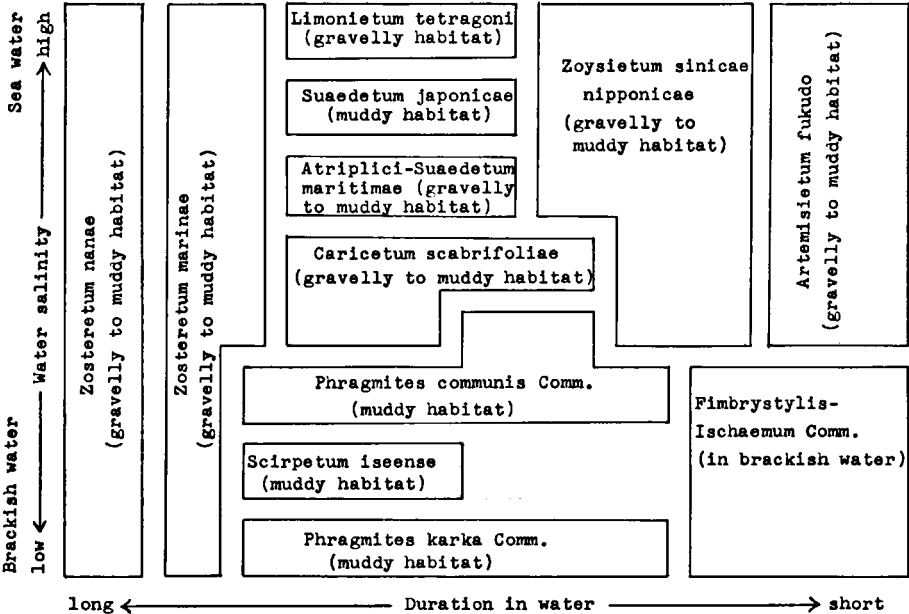 Sea water
high
Water salinity
Brackish water
low
Zosteretum nanae
(gravelly to muddy habitat)
Zosteretum marinae
(gravelly to muddy habitat)
Limonietum tetragoni
(gravelly habitat)
Suaedetum japonicae
(muddy habitat)
Atriplici-Suaedetum
maritimae (gravelly
to muddy habitat)
Caricetum scabrifoliae
(gravelly to muddy habitat)
Zoysietum sinicae
nipponicae
(gravelly to
muddy habitat)
Artemisietum fukudo
(gravelly to muddy habitat)
Phragmites communis Comm.
(muddy habitat)
Scirpetum iseense
(muddy habitat)
Phragmites karka Comm.
(muddy habitat)
Fimbrystylis-
Ischaemum Comm.
(in brackish water)
long Duration in water short